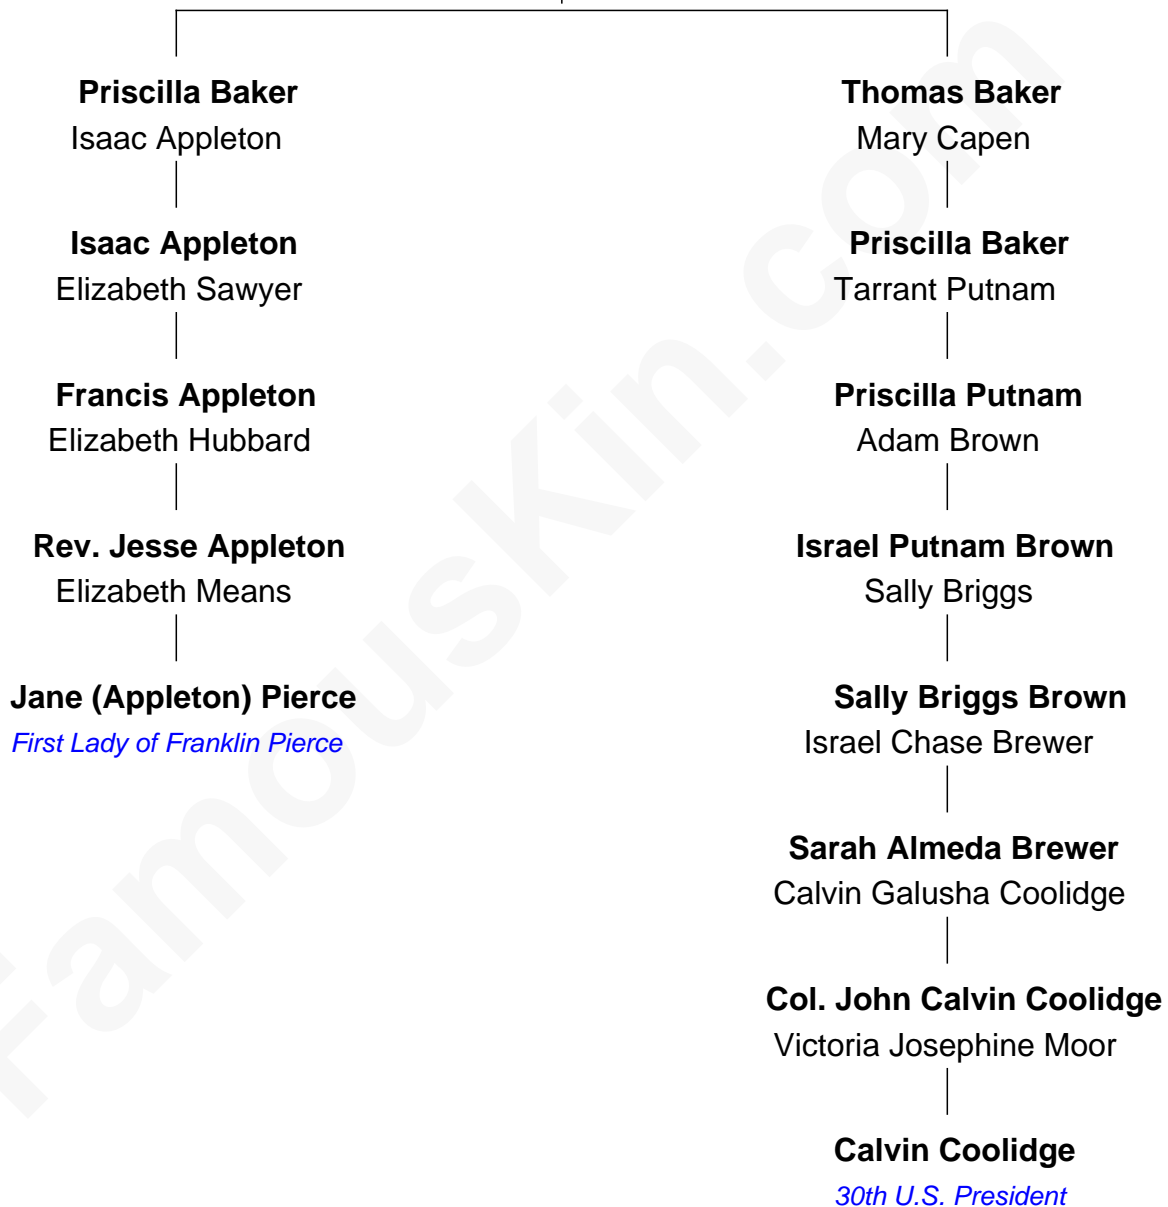 Priscilla Baker
Isaac Appleton
Isaac Appleton
Elizabeth Sawyer
Francis Appleton
Elizabeth Hubbard
Rev. Jesse Appleton
Elizabeth Means
Jane (Appleton) Pierce
First Lady of Franklin Pierce
Thomas Baker
Mary Capen
Priscilla Baker
Tarrant Putnam
Priscilla Putnam
Adam Brown
Israel Putnam Brown
Sally Briggs
Sally Briggs Brown
Israel Chase Brewer
Sarah Almeda Brewer
Calvin Galusha Coolidge
Col. John Calvin Coolidge
Victoria Josephine Moor
Calvin Coolidge
30th U.S. President
FamousKin.com